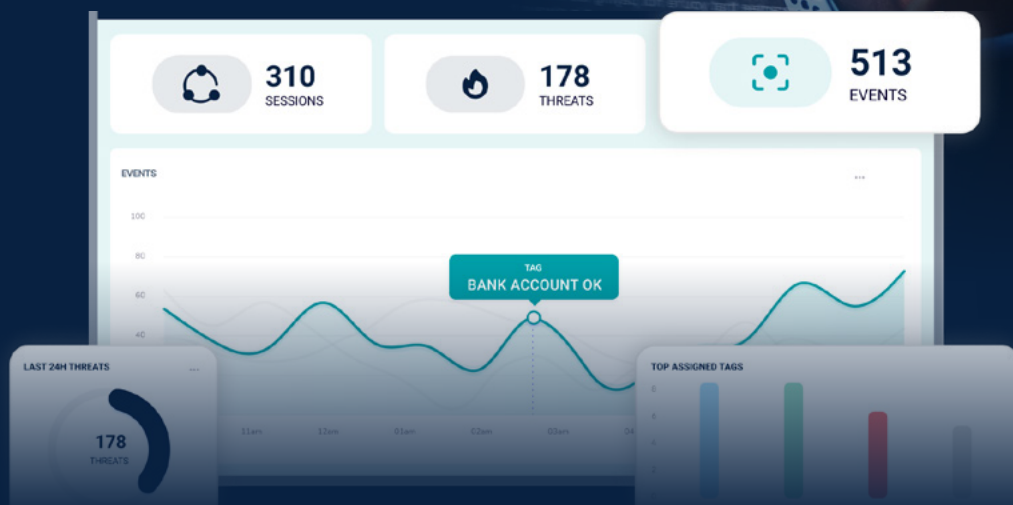 310
SESSIONS
178
THREATS
513
EVENTS
EVENTS
...
100
80
60
40
TAG
BANK ACCOUNT OK
11am
12am
01am
02am
03am
04
LAST 24H THREATS
...
178
THREATS
TOP ASSIGNED TAGS